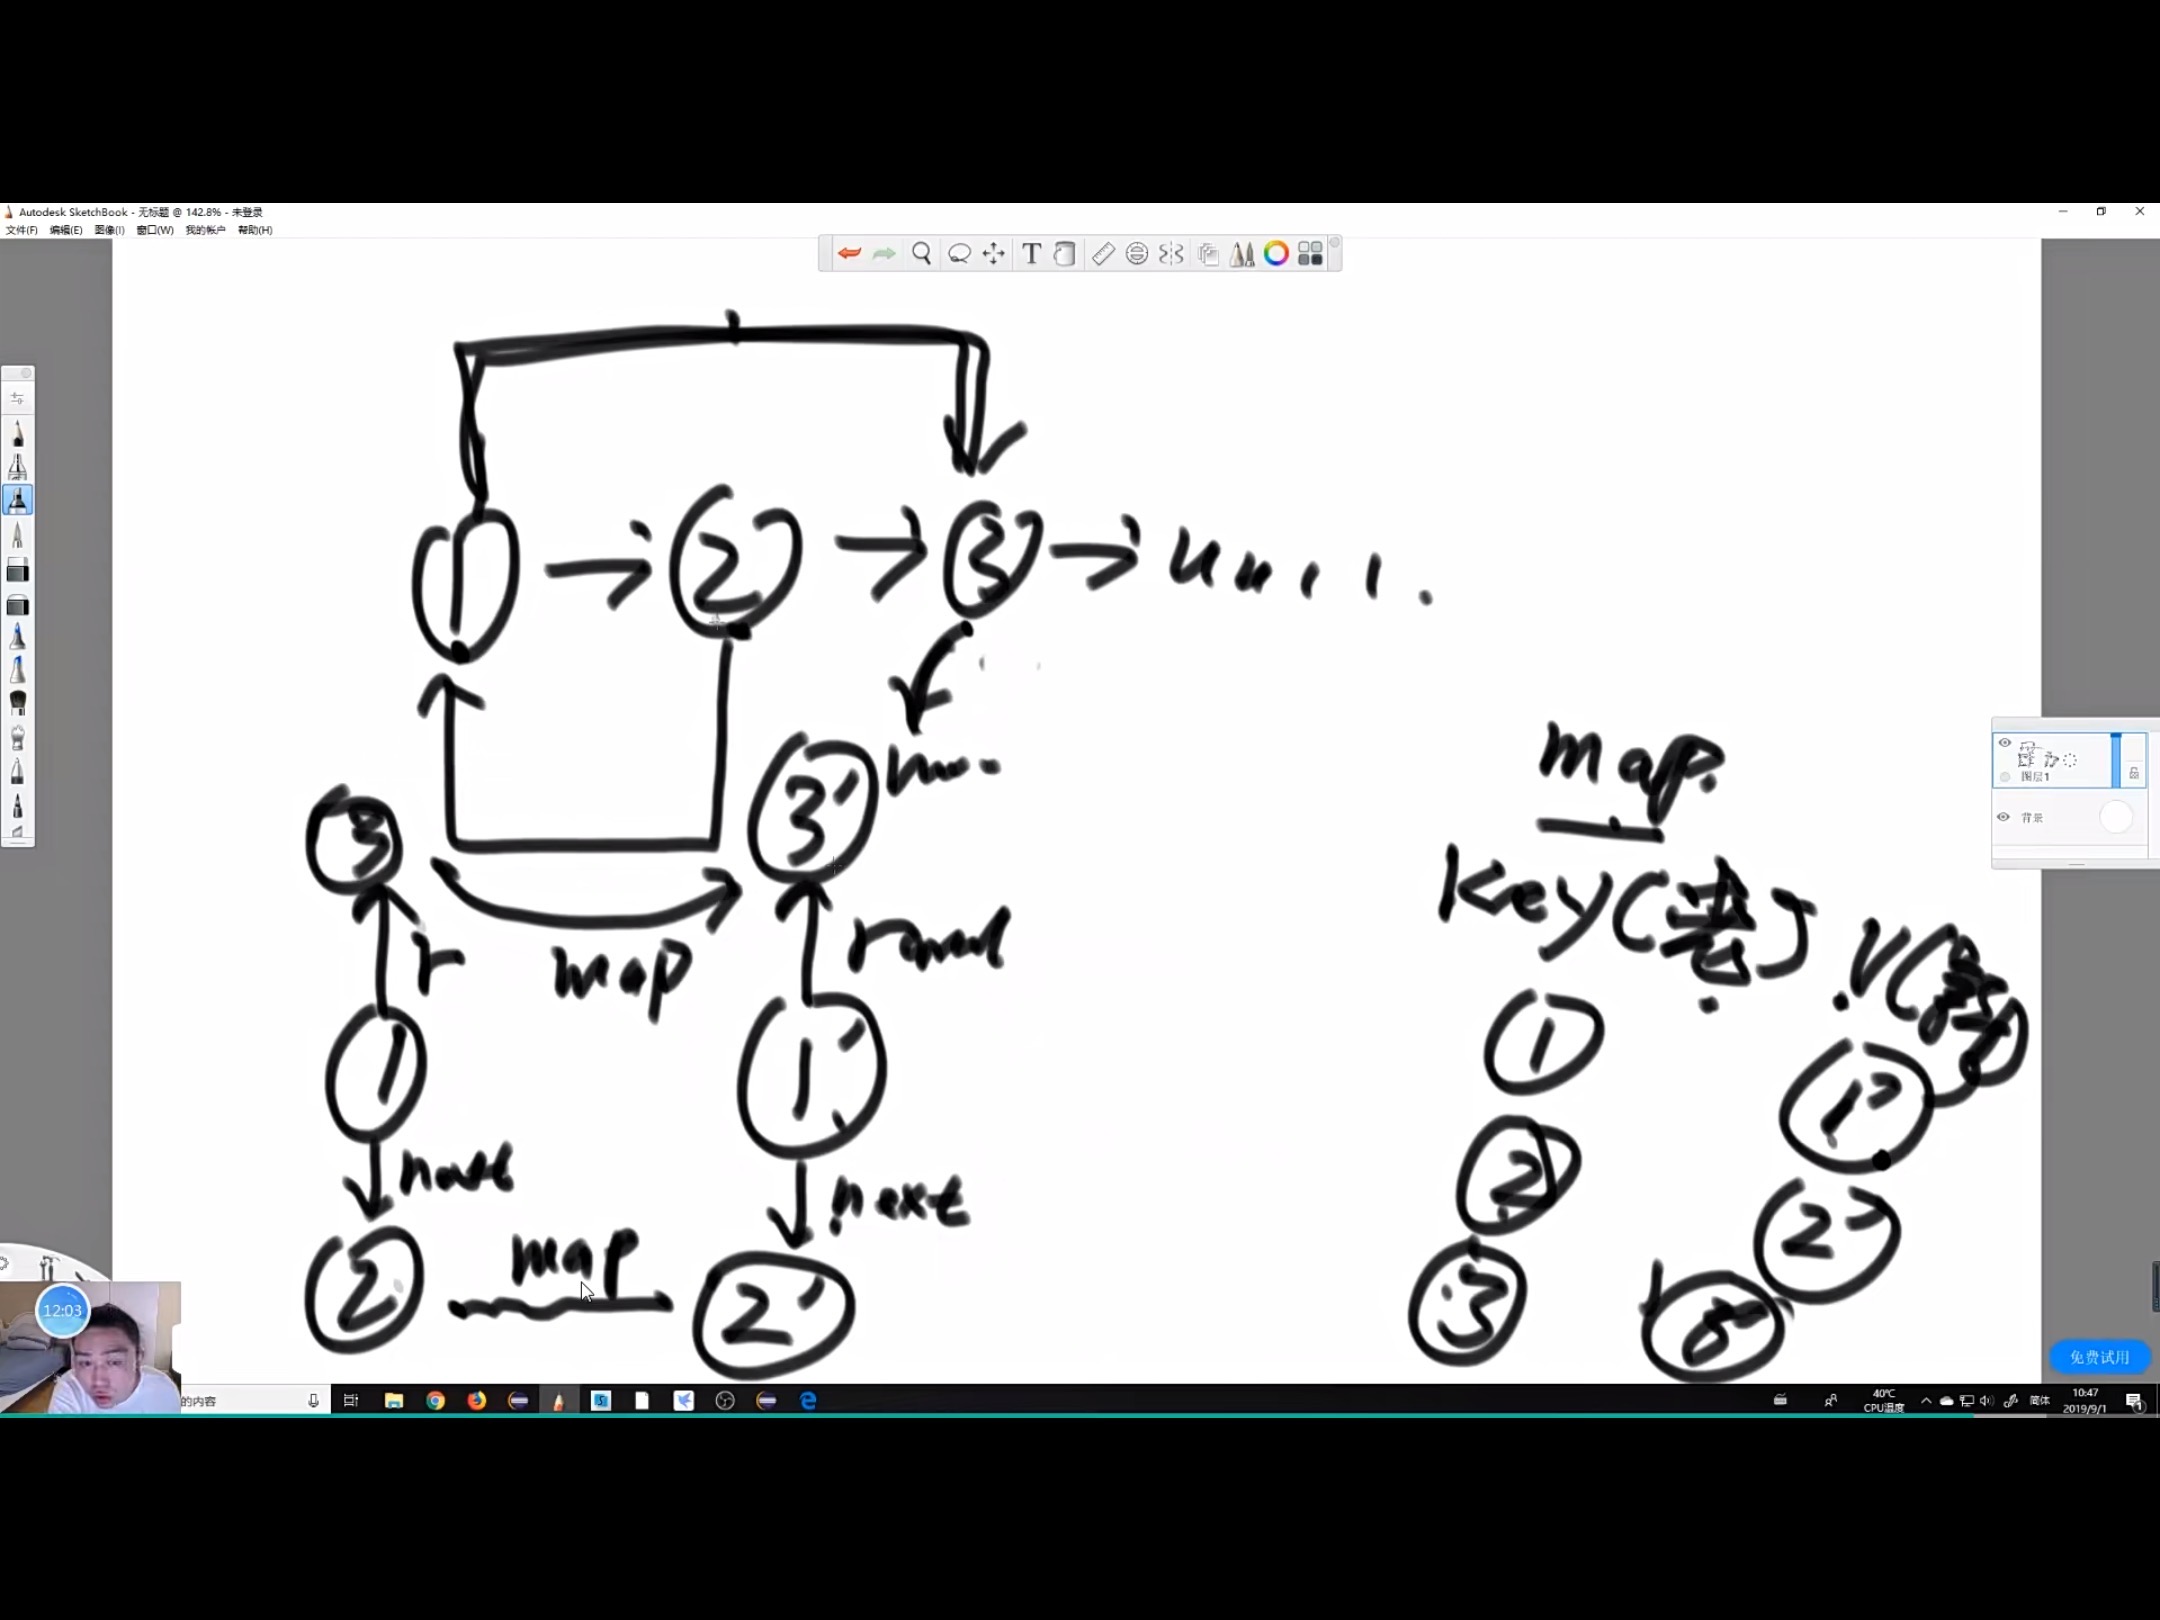 Autodesk SketchBook - 无标题 @ 142.8% - 未登录
文件(F) 编辑(E) 图像(I) 窗口(W) 我的帐户 帮助(H)
T
1 → 2 → 3 → null.
3
3'
r
map
rand
1
1'
next
next
2
map
2'
map.
key(老)
V(新)
1
1'
2
2'
3
图层1
背景
免费试用
12:03
的内容
40℃
CPU温度
简体
10:47
2019/9/1
1